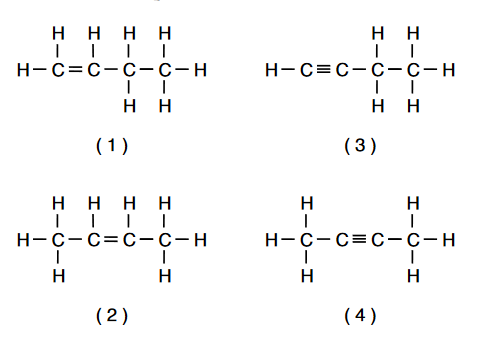 H H H H
H–C=C–C–C–H
H H
(1)
H H H H
H–C–C=C–C–H
H H
(2)
H H
H–C≡C–C–C–H
H H
(3)
H H
H–C–C≡C–C–H
H H
(4)